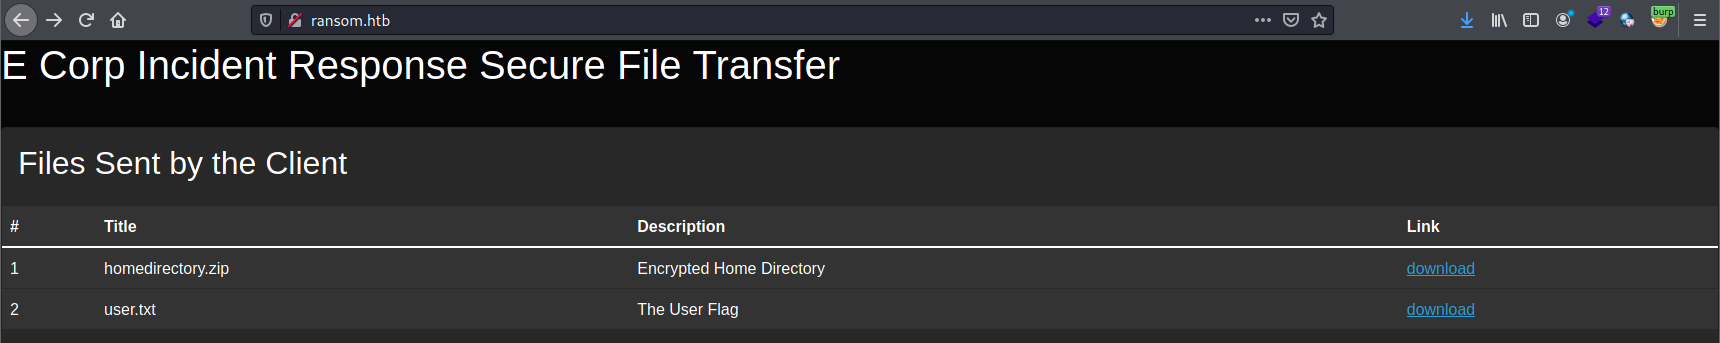 ransom.htb
12
burp
E Corp Incident Response Secure File Transfer
Files Sent by the Client
# Title Description Link
1 homedirectory.zip Encrypted Home Directory download
2 user.txt The User Flag download